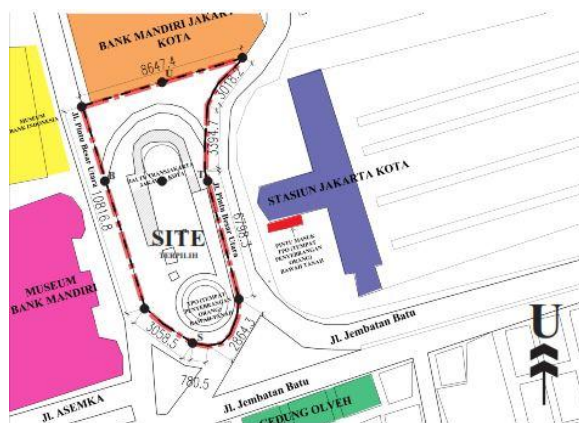 BANK MANDIRI JAKARTA
KOTA
8647.4
U
3016.2
MUSEUM
BANK INDONESIA
Jl. Pintu Besar Utara
3394.7
B
HALTE TRANSJAKARTA
JAKARTA KOTA
T
STASIUN JAKARTA KOTA
10816.8
Jl. Pintu Besar Utara
6798.3
PINTU MASUK
TPO (TEMPAT
PENYEBRANGAN
ORANG)
BAWAH TANAH
SITE
TERPILIH
MUSEUM
BANK MANDIRI
TPO (TEMPAT
PENYEBRANGAN
ORANG)
BAWAH TANAH
3058.5
S
2864.3
780.5
Jl. Jembatan Batu
U
Jl. ASEMKA
Jl. Jembatan Batu
GEDUNG OLVEH